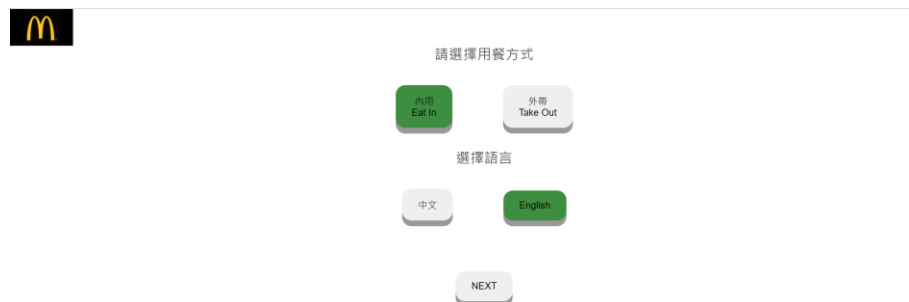 請選擇用餐方式
內用
Eat In
外帶
Take Out
選擇語言
中文
English
NEXT